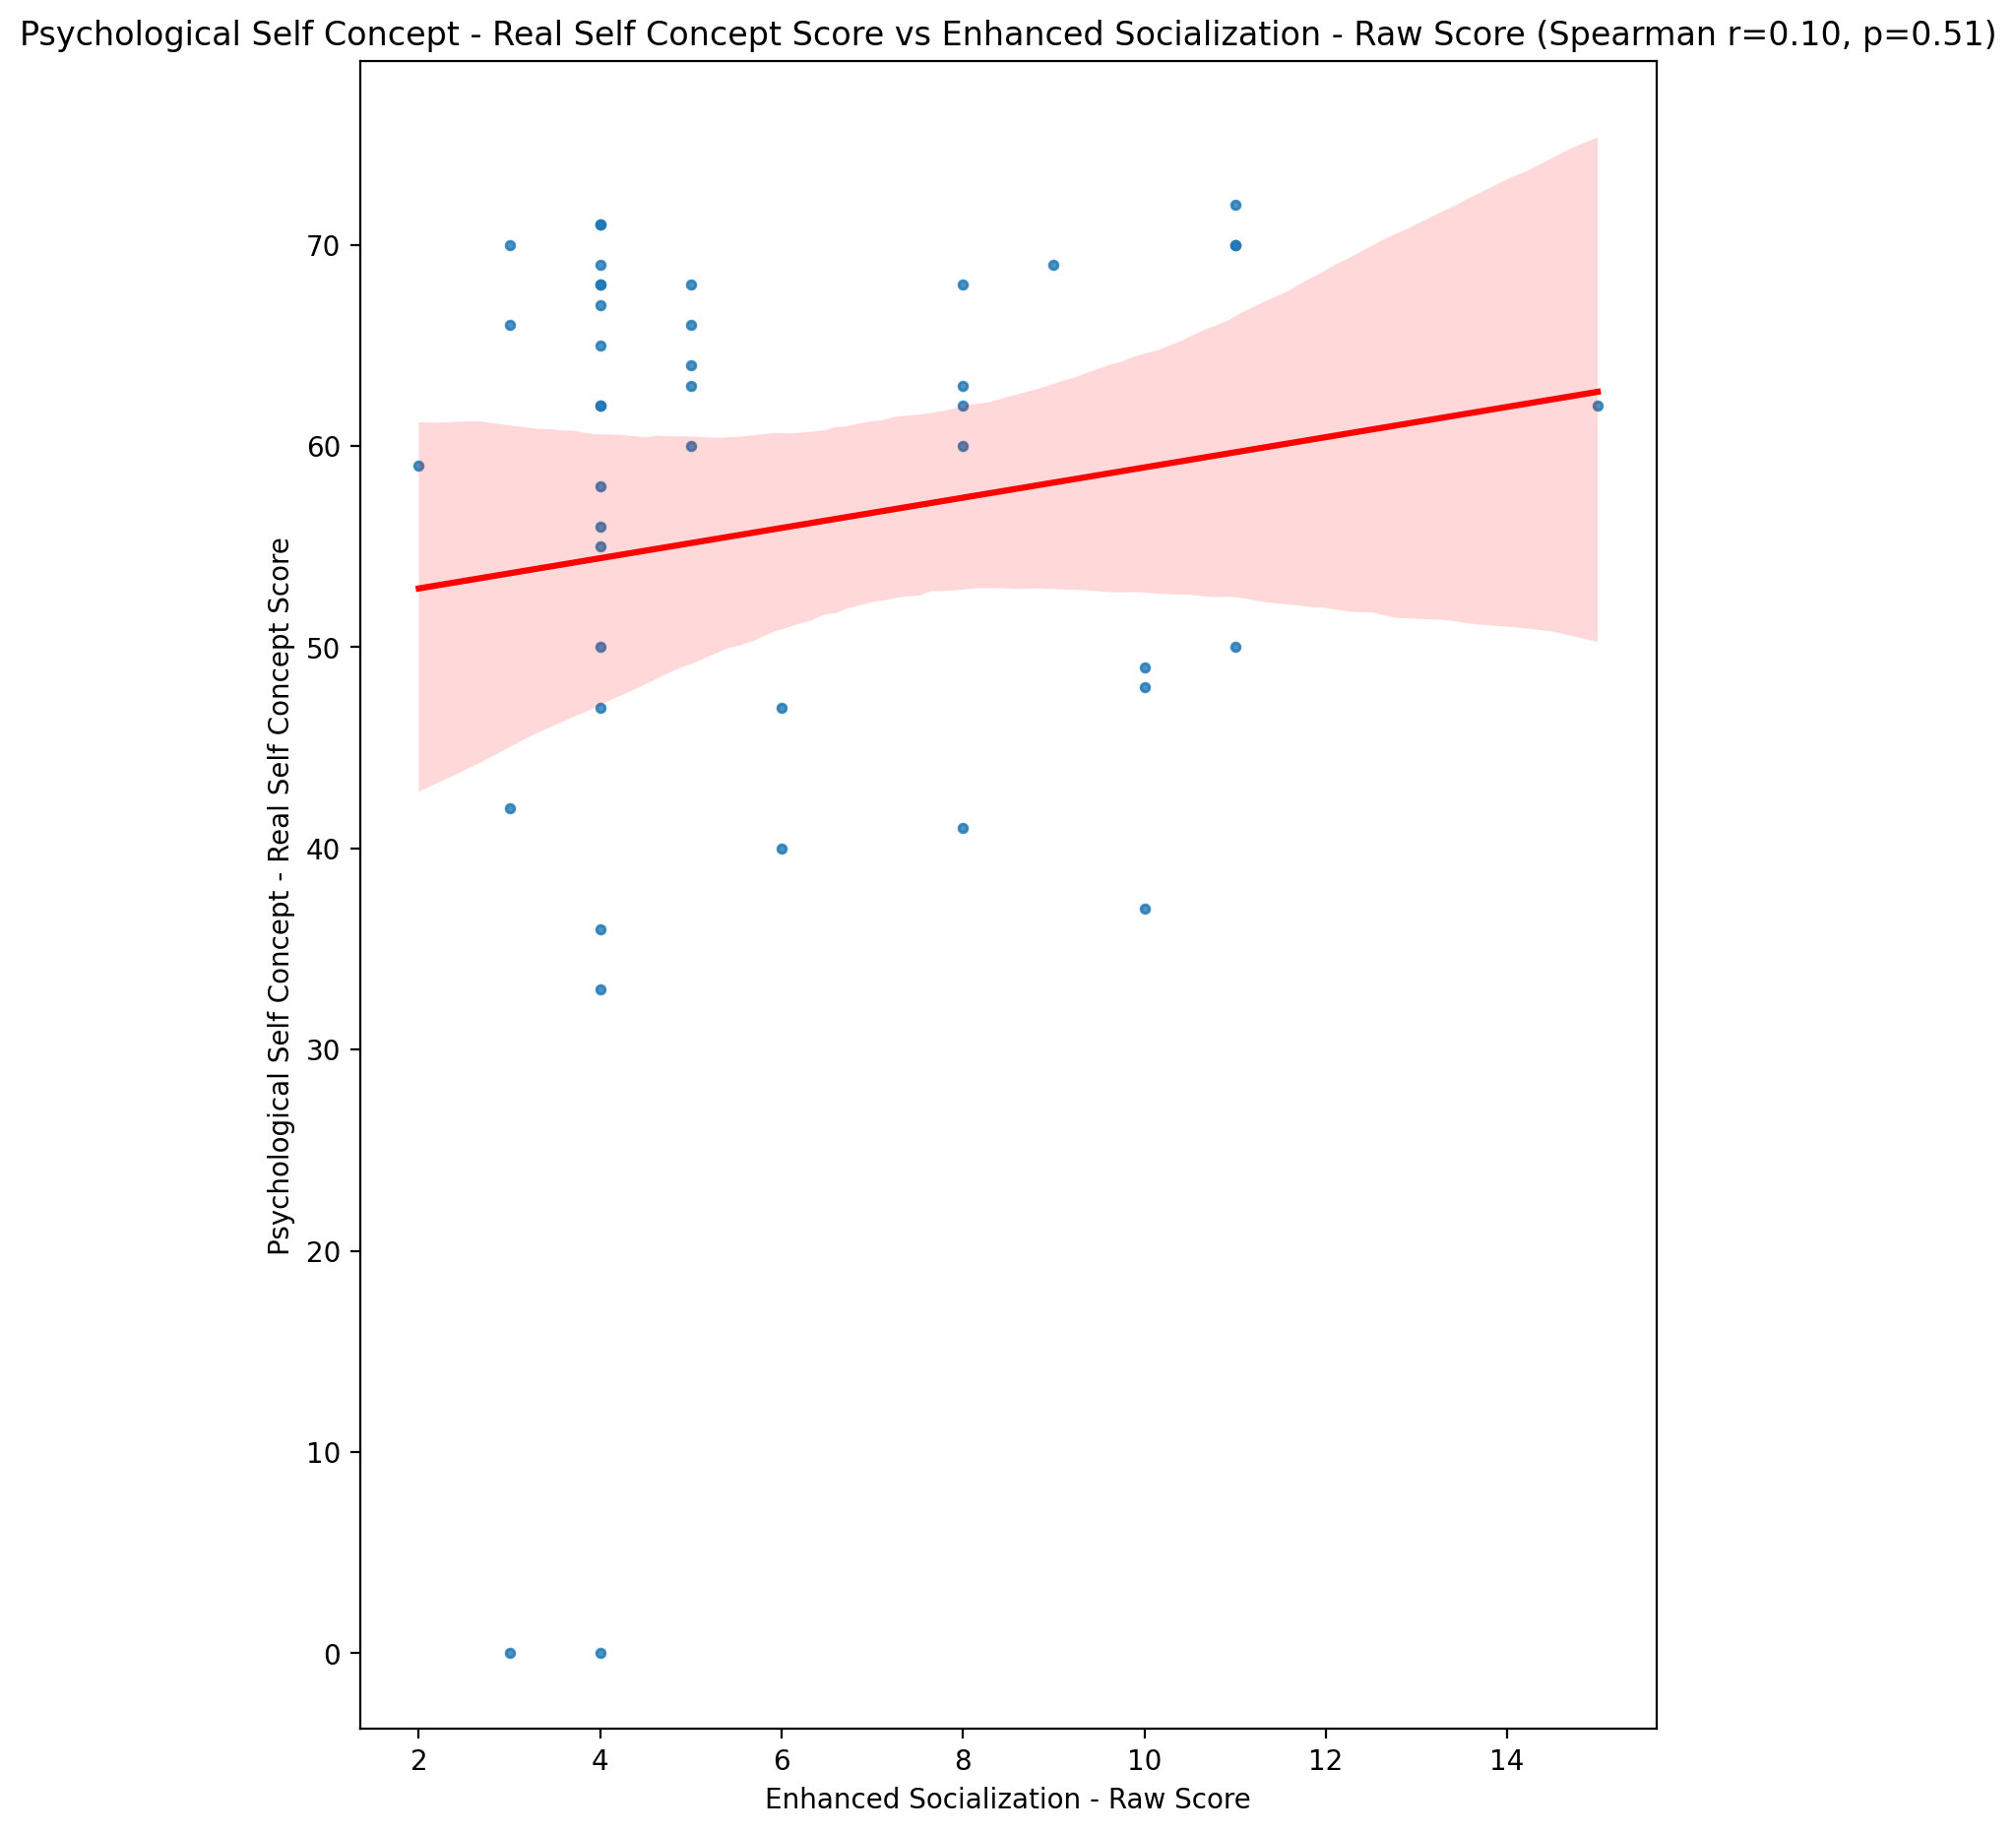 Psychological Self Concept - Real Self Concept Score vs Enhanced Socialization - Raw Score (Spearman r=0.10, p=0.51)
Psychological Self Concept - Real Self Concept Score
70
60
50
40
30
20
10
0
2 4 6 8 10 12 14
Enhanced Socialization - Raw Score